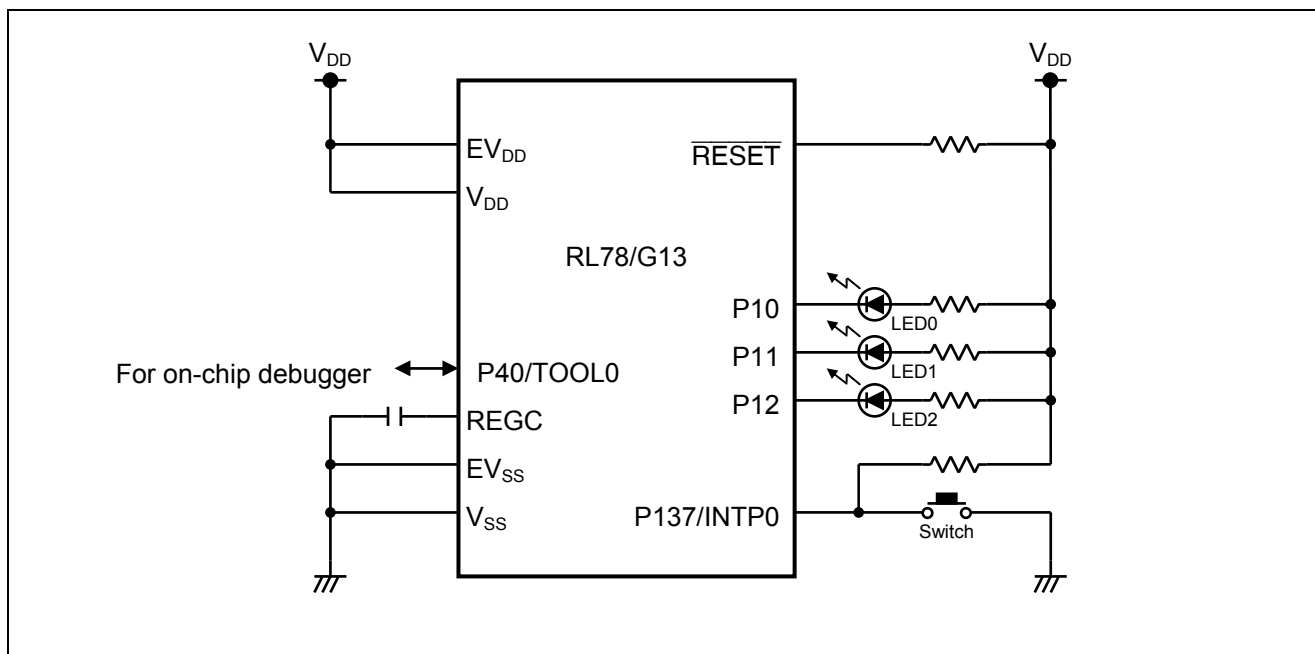 VDD
VDD
EVDD
RESET
VDD
RL78/G13
P10
LED0
P11
LED1
For on-chip debugger
P40/TOOL0
P12
LED2
REGC
EVSS
VSS
P137/INTP0
Switch